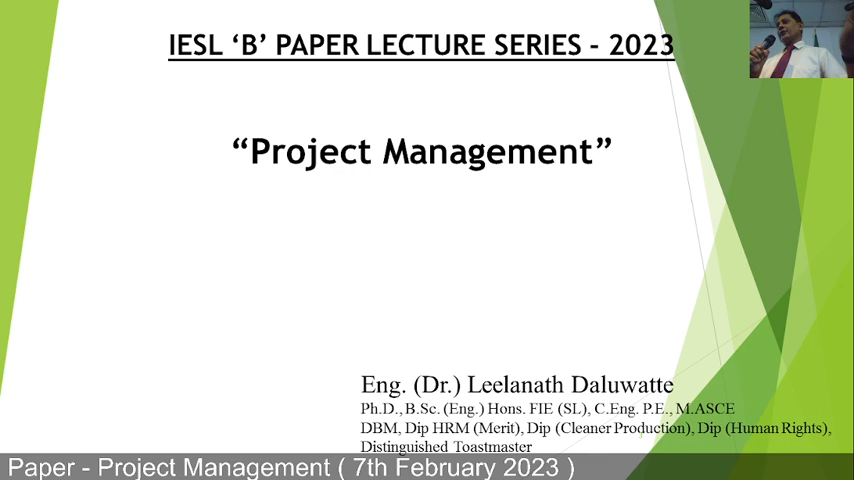 IESL ‘B’ PAPER LECTURE SERIES - 2023
“Project Management”
Eng. (Dr.) Leelanath Daluwatte
Ph.D., B.Sc. (Eng.) Hons. FIE (SL), C.Eng. P.E., M.ASCE
DBM, Dip HRM (Merit), Dip (Cleaner Production), Dip (Human Rights),
Distinguished Toastmaster
Paper - Project Management ( 7th February 2023 )